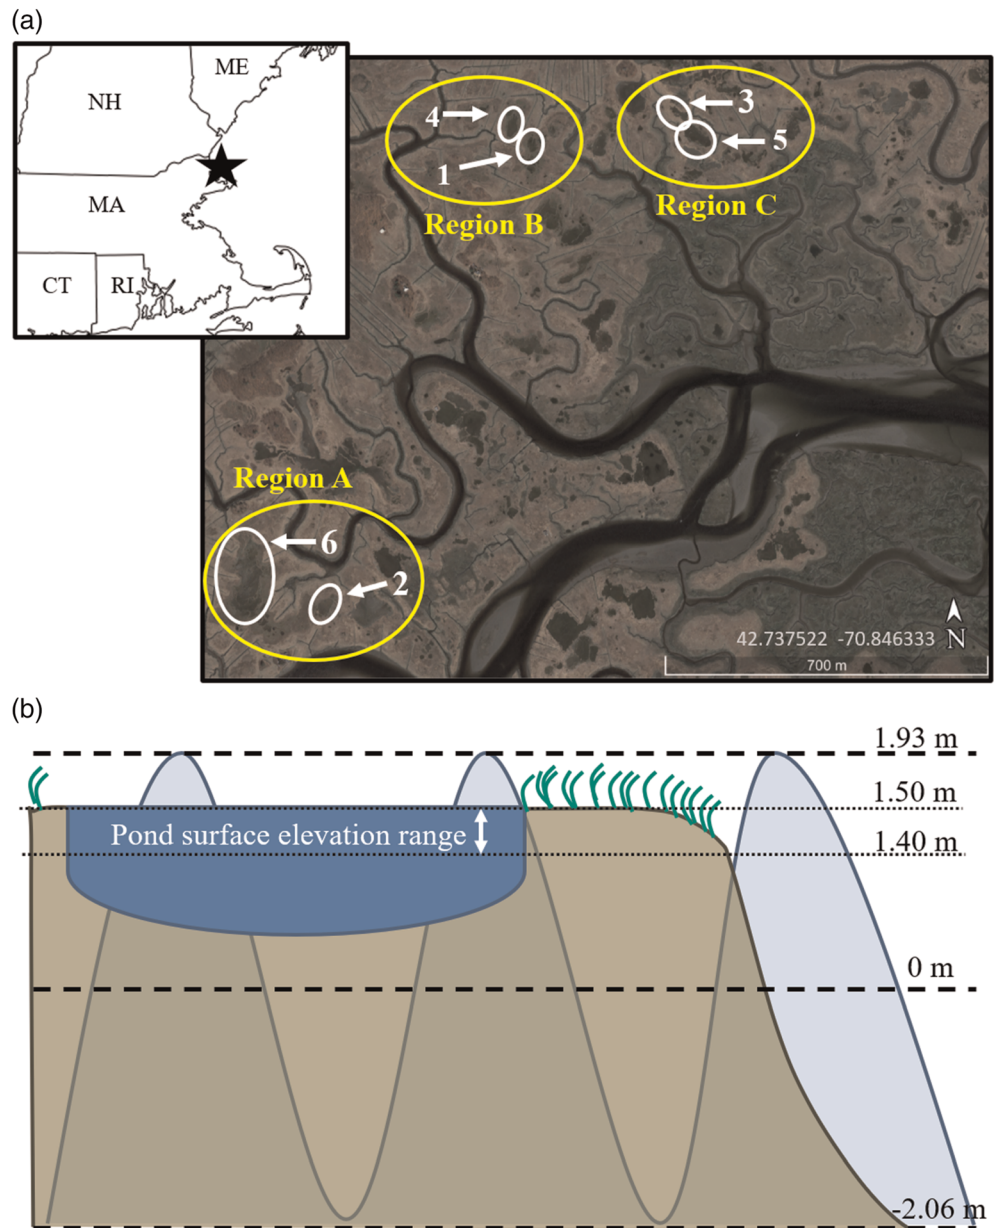 (a)
ME
NH
MA
CT
RI
4
1
Region B
3
5
Region C
Region A
6
2
42.737522 -70.846333
N
700 m
(b)
1.93 m
1.50 m
Pond surface elevation range
1.40 m
0 m
-2.06 m